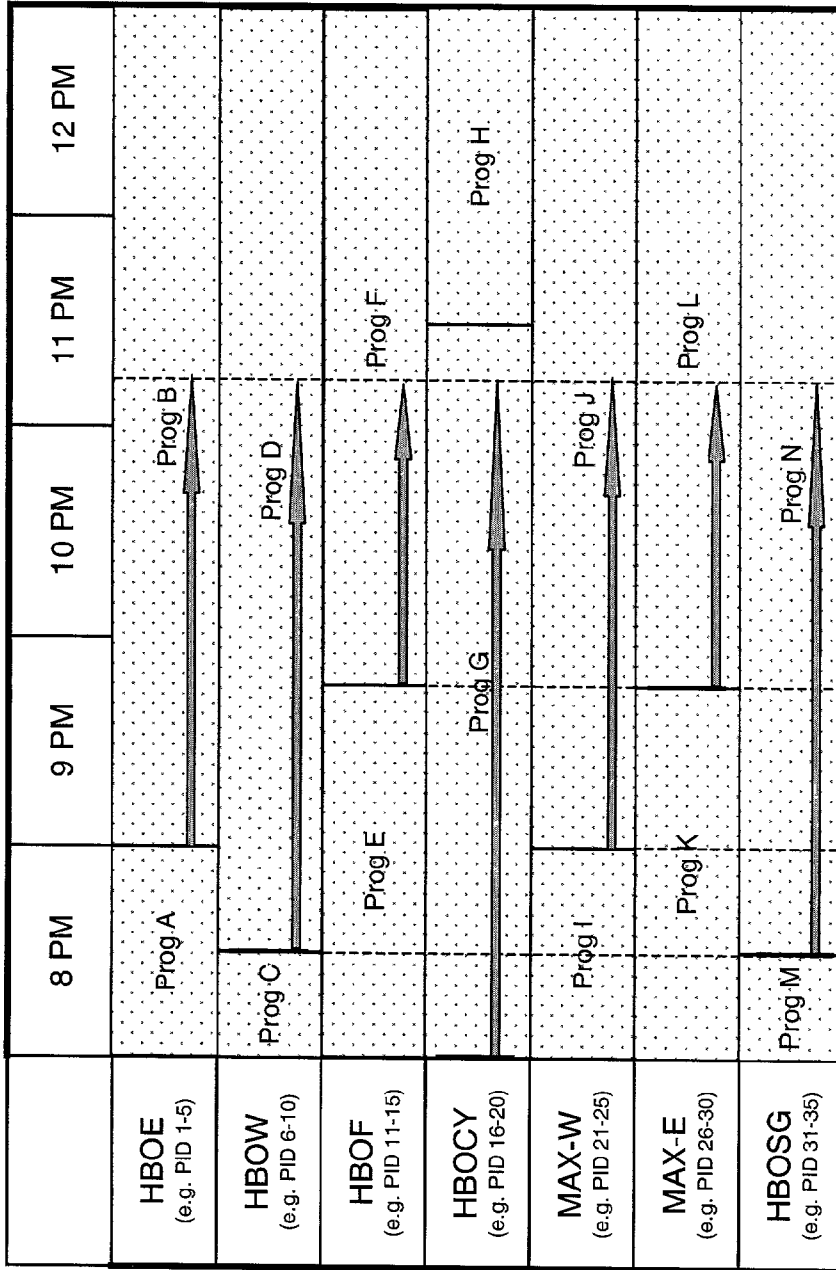 8 PM
9 PM
10 PM
11 PM
12 PM
HBOE
(e.g. PID 1-5)
Prog A
Prog B
HBOW
(e.g. PID 6-10)
Prog C
Prog D
HBOF
(e.g. PID 11-15)
Prog E
Prog F
HBOCY
(e.g. PID 16-20)
Prog G
Prog H
MAX-W
(e.g. PID 21-25)
Prog I
Prog J
MAX-E
(e.g. PID 26-30)
Prog K
Prog L
HBOSG
(e.g. PID 31-35)
Prog M
Prog N